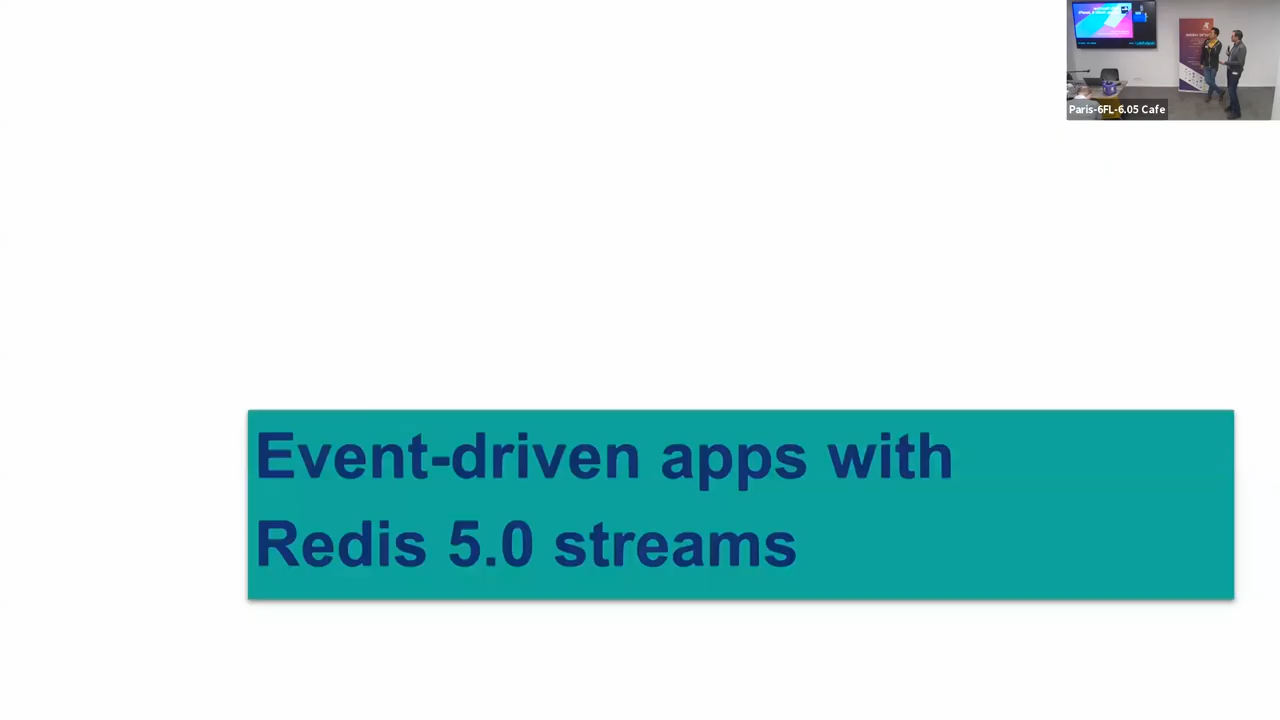 Paris-6FL-6.05 Cafe
Event-driven apps with
Redis 5.0 streams